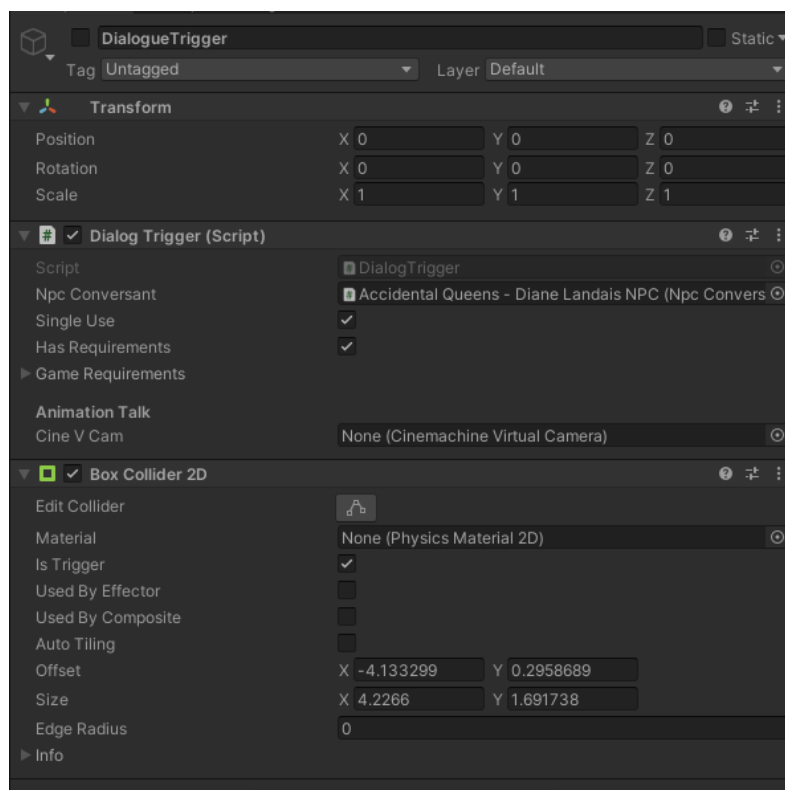 DialogueTrigger Static
Tag Untagged Layer Default
Transform
Position X 0 Y 0 Z 0
Rotation X 0 Y 0 Z 0
Scale X 1 Y 1 Z 1
# Dialog Trigger (Script)
Script # DialogTrigger
Npc Conversant # Accidental Queens - Diane Landais NPC (Npc Convers
Single Use
Has Requirements
Game Requirements
Animation Talk
Cine V Cam None (Cinemachine Virtual Camera)
Box Collider 2D
Edit Collider
Material None (Physics Material 2D)
Is Trigger
Used By Effector
Used By Composite
Auto Tiling
Offset X -4.133299 Y 0.2958689
Size X 4.2266 Y 1.691738
Edge Radius 0
Info